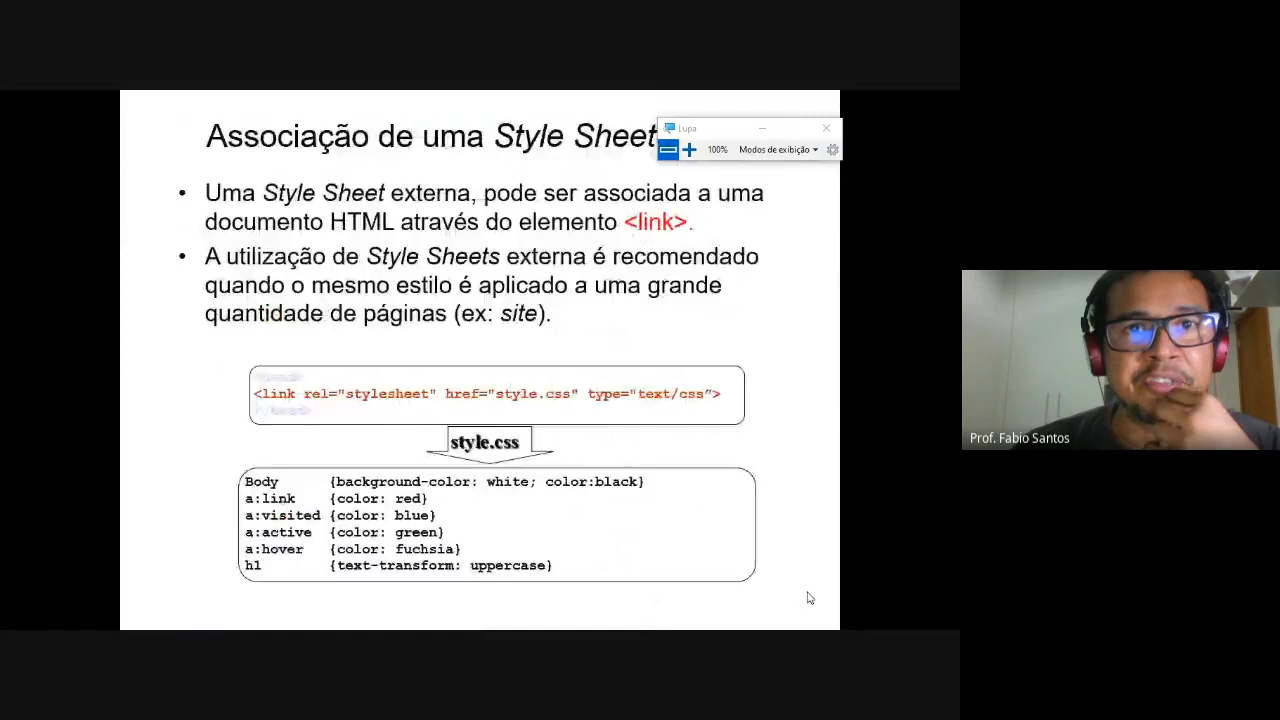 Associação de uma Style Sheet
Lupa
100% Modos de exibição
• Uma Style Sheet externa, pode ser associada a uma
documento HTML através do elemento <link>.
• A utilização de Style Sheets externa é recomendado
quando o mesmo estilo é aplicado a uma grande
quantidade de páginas (ex: site).
<link rel="stylesheet" href="style.css" type="text/css”>
style.css
Body {background-color: white; color:black}
a:link {color: red}
a:visited {color: blue}
a:active {color: green}
a:hover {color: fuchsia}
h1 {text-transform: uppercase}
Prof. Fabio Santos